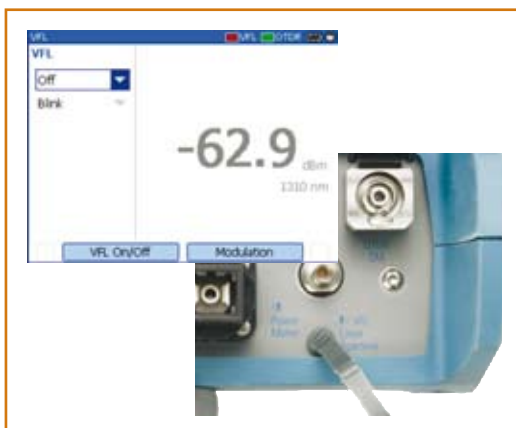 VFL VFL OTDR
VFL
Off
Blink
-62.9 dBm
1310 nm
VFL On/Off Modulation
Power
Meter